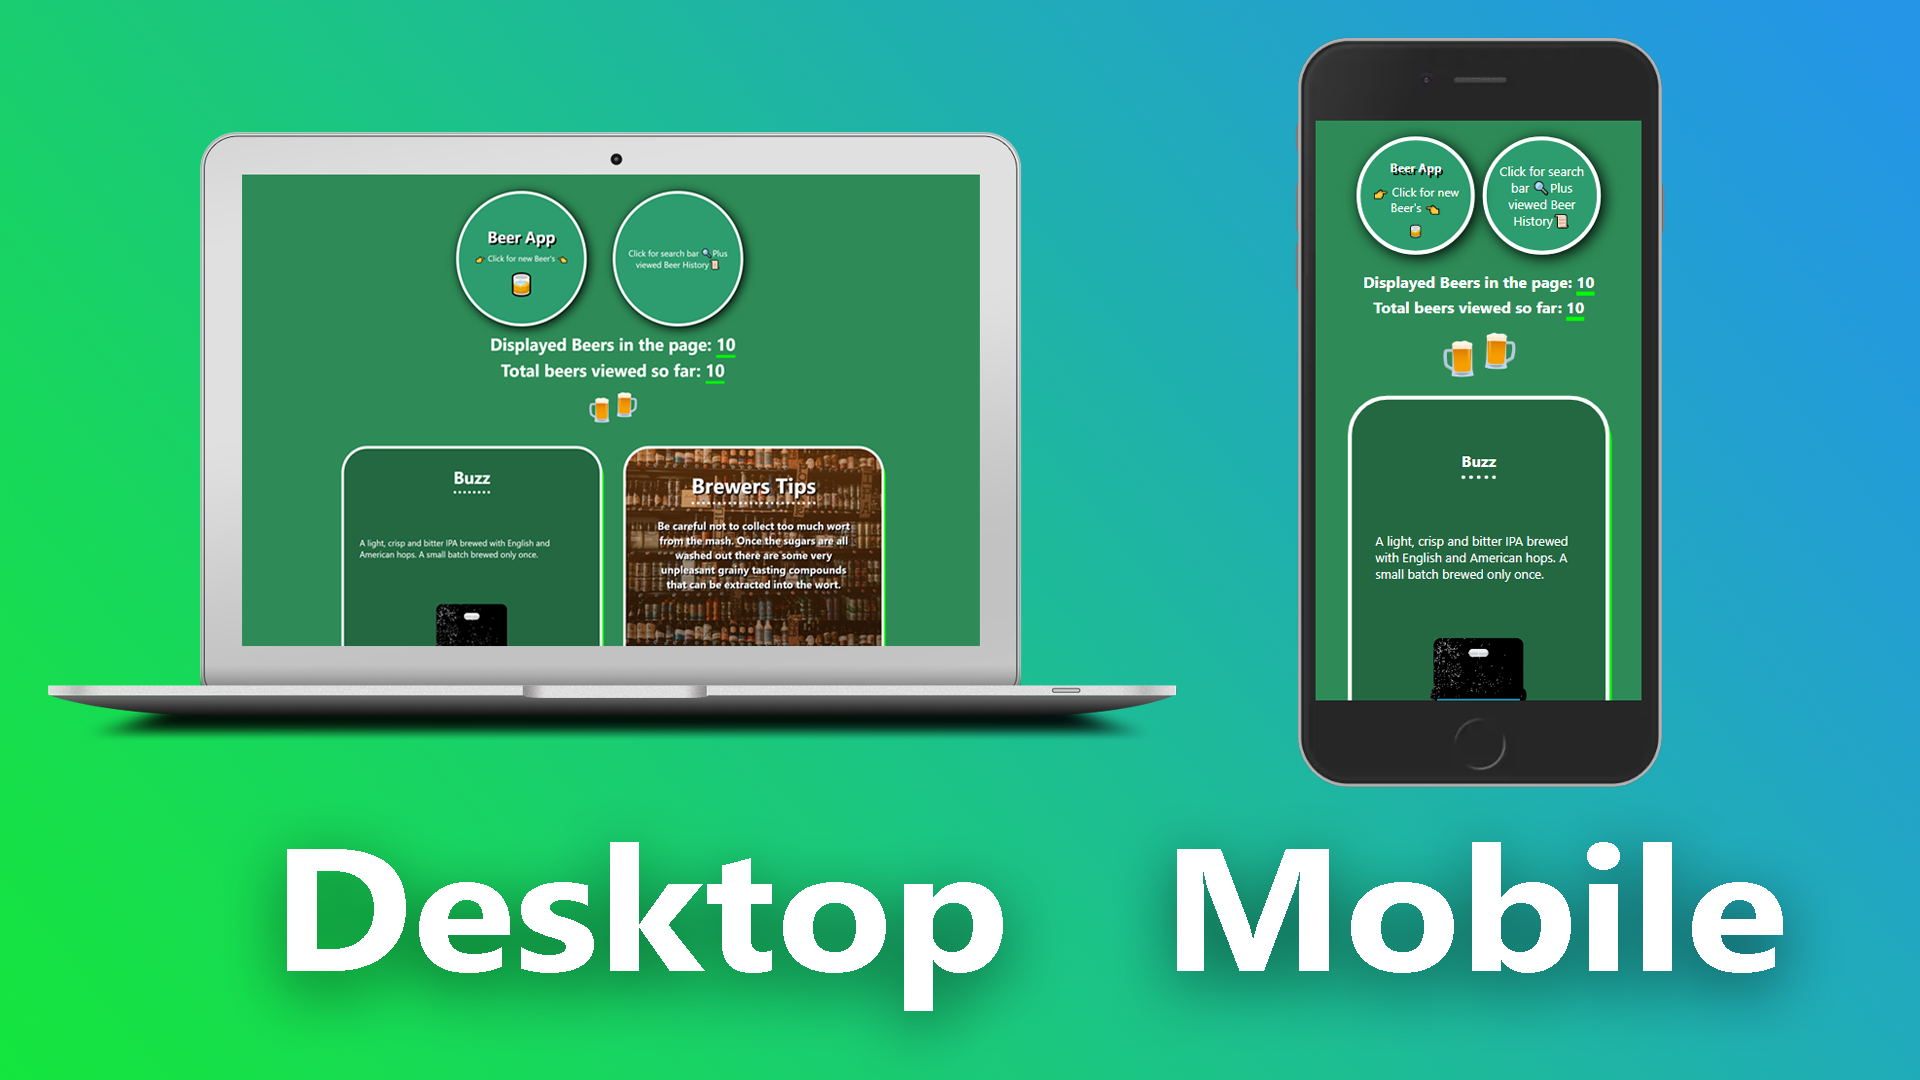 Beer App
👉 Click for new Beer's 👈
Click for search bar 🔍Plus
viewed Beer History📜
Displayed Beers in the page: 10
Total beers viewed so far: 10
Buzz
A light, crisp and bitter IPA brewed with English and
American hops. A small batch brewed only once.
Brewers Tips
Be careful not to collect too much wort
from the mash. Once the sugars are all
washed out there are some very
unpleasant grainy tasting compounds
that can be extracted into the wort.
Beer App
👉 Click for new
Beer's 👈
Click for search
bar 🔍Plus
viewed Beer
History📜
Displayed Beers in the page: 10
Total beers viewed so far: 10
Buzz
A light, crisp and bitter IPA brewed
with English and American hops. A
small batch brewed only once.
Desktop
Mobile